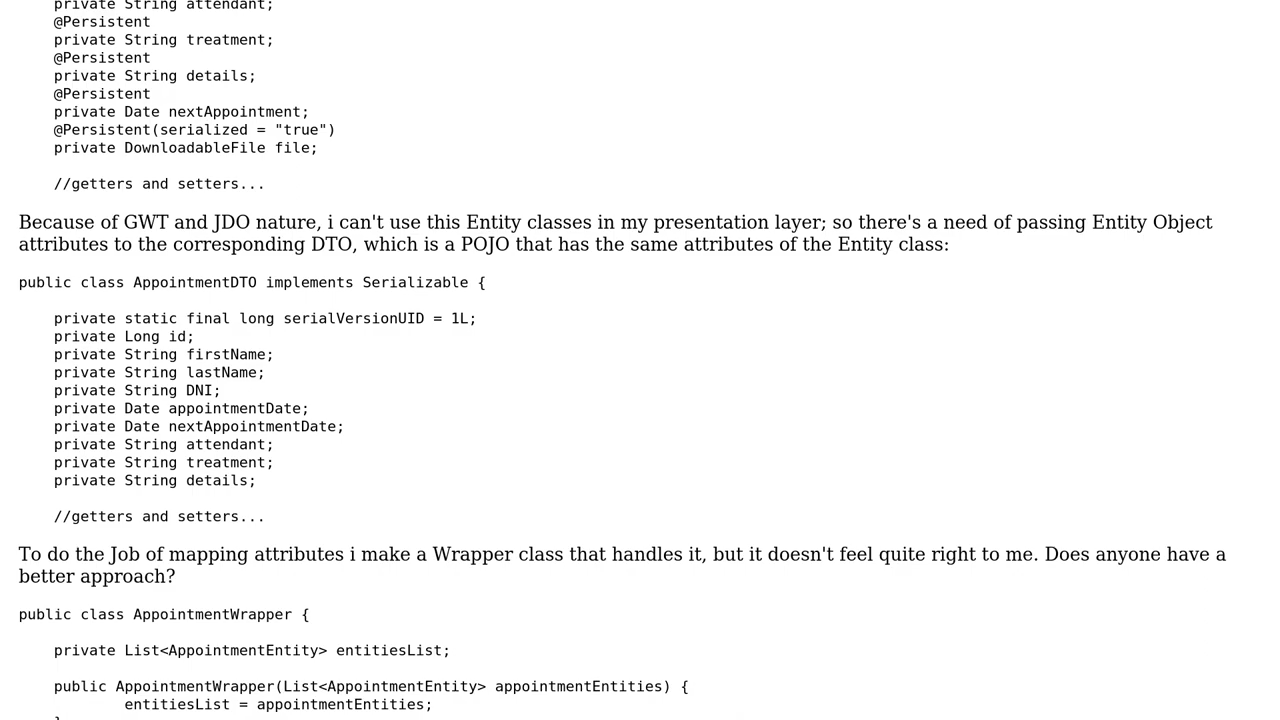 private String attendant;
    @Persistent
    private String treatment;
    @Persistent
    private String details;
    @Persistent
    private Date nextAppointment;
    @Persistent(serialized = "true")
    private DownloadableFile file;

    //getters and setters...

Because of GWT and JDO nature, i can't use this Entity classes in my presentation layer; so there's a need of passing Entity Object
attributes to the corresponding DTO, which is a POJO that has the same attributes of the Entity class:

public class AppointmentDTO implements Serializable {

    private static final long serialVersionUID = 1L;
    private Long id;
    private String firstName;
    private String lastName;
    private String DNI;
    private Date appointmentDate;
    private Date nextAppointmentDate;
    private String attendant;
    private String treatment;
    private String details;

    //getters and setters...

To do the Job of mapping attributes i make a Wrapper class that handles it, but it doesn't feel quite right to me. Does anyone have a
better approach?

public class AppointmentWrapper {

    private List<AppointmentEntity> entitiesList;

    public AppointmentWrapper(List<AppointmentEntity> appointmentEntities) {
            entitiesList = appointmentEntities;
    }